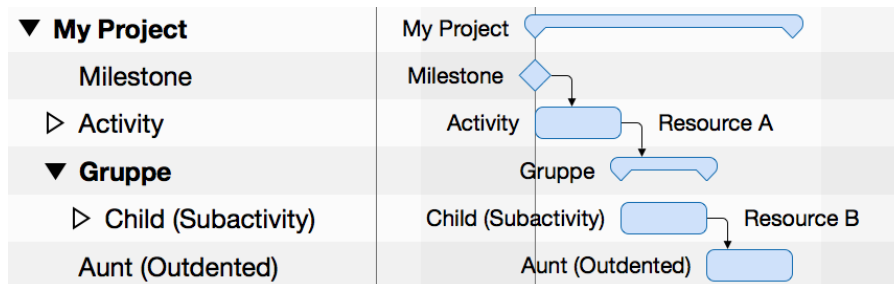 My Project My Project
Milestone Milestone
Activity Activity Resource A
Gruppe Gruppe
Child (Subactivity) Child (Subactivity) Resource B
Aunt (Outdented) Aunt (Outdented)